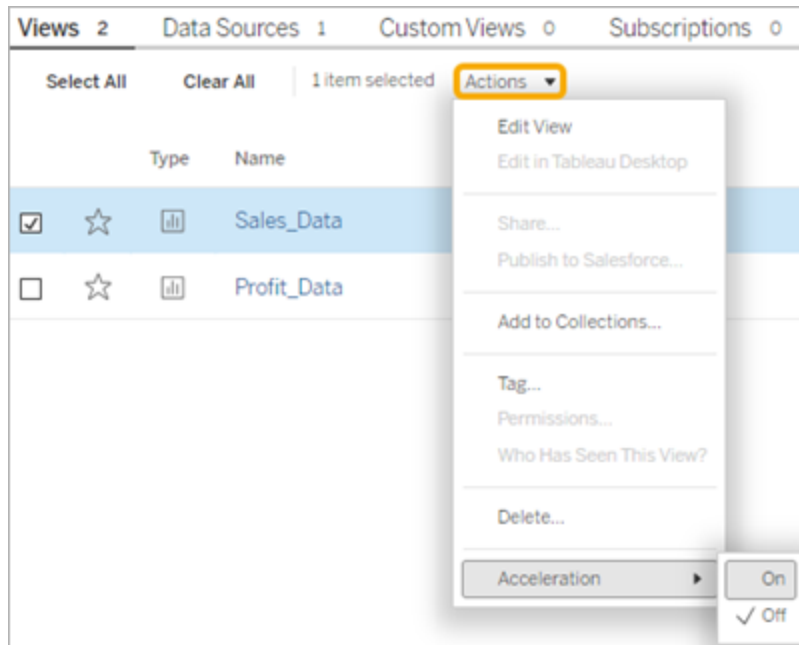 Views 2 Data Sources 1 Custom Views 0 Subscriptions 0
Select All Clear All 1 item selected Actions
Type Name
Sales_Data
Profit_Data
Edit View
Edit in Tableau Desktop
Share...
Publish to Salesforce...
Add to Collections...
Tag...
Permissions...
Who Has Seen This View?
Delete...
Acceleration
On
Off